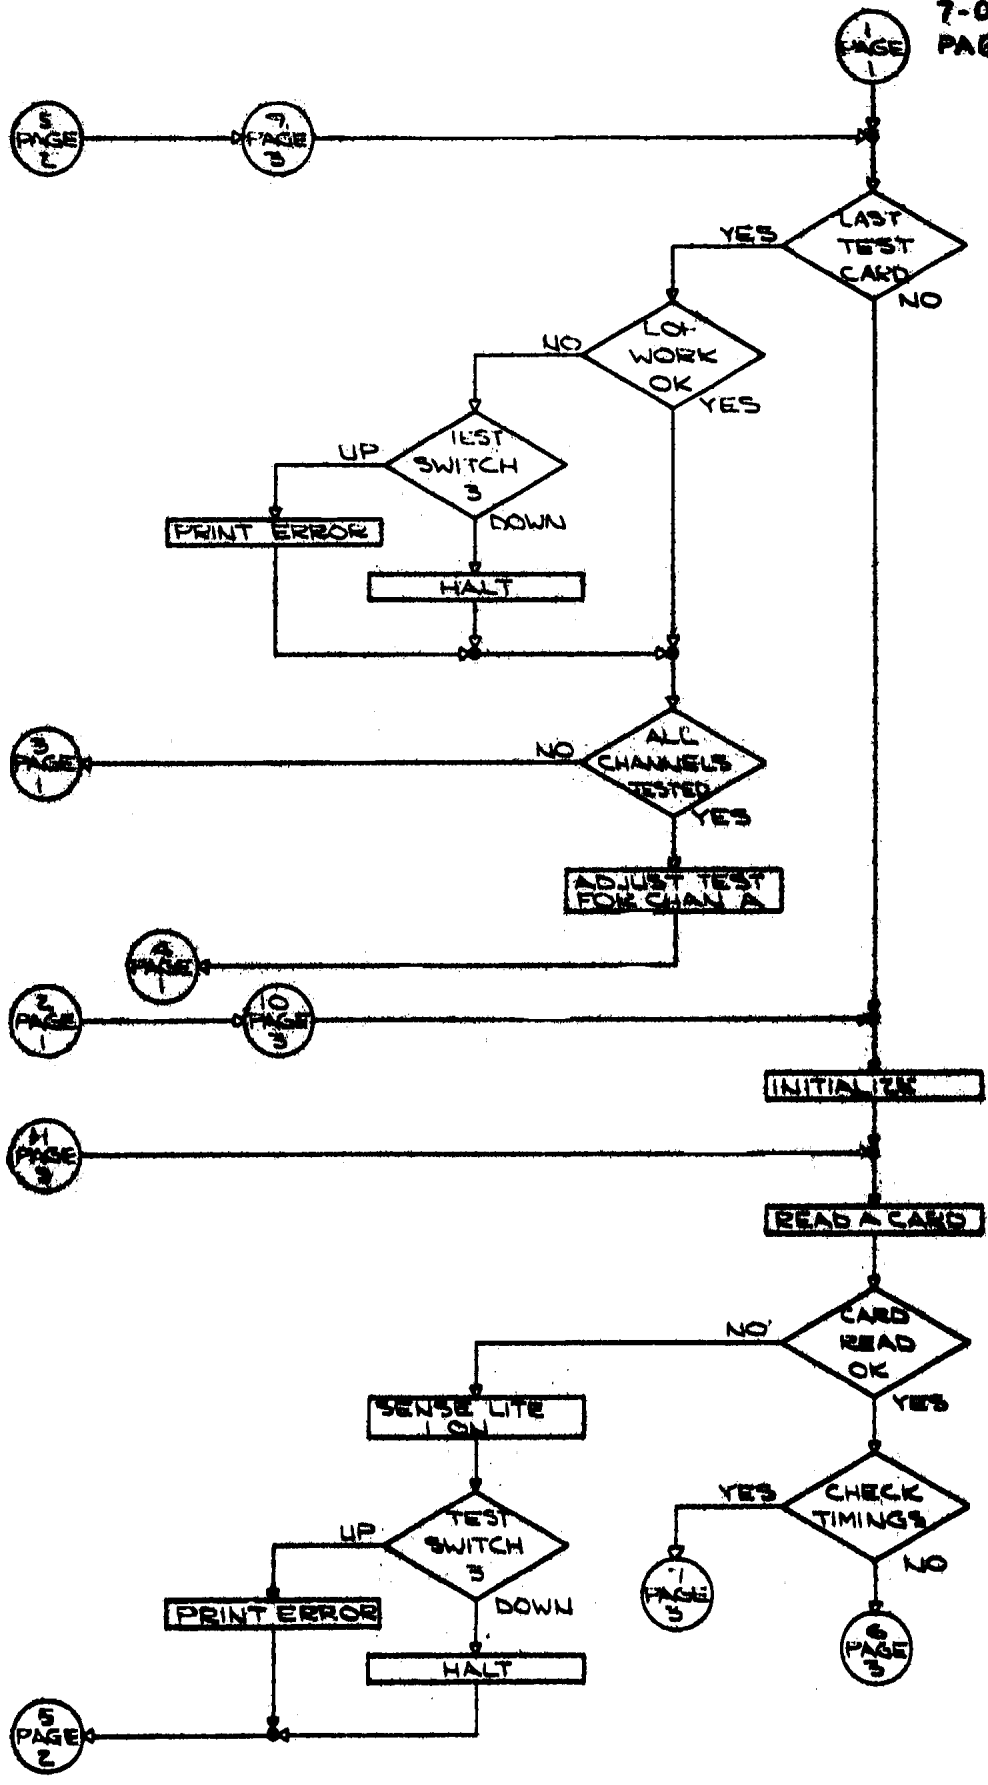 1
PAGE
1
7-0
PAG
5
PAGE
2
9
PAGE
3
LAST
TEST
CARD
YES
NO
WORK
OK
NO
YES
TEST
SWITCH
3
UP
DOWN
PRINT ERROR
HALT
3
PAGE
1
ALL
CHANNELS
TESTED
NO
YES
ADJUST TEST
FOR CHAN A
4
PAGE
1
2
PAGE
1
10
PAGE
3
INITIALIZE
PAGE
READ A CARD
CARD
READ
OK
NO
YES
SENSE LITE
1 ON
CHECK
TIMINGS
YES
NO
TEST
SWITCH
3
UP
DOWN
7
PAGE
3
PRINT ERROR
6
PAGE
3
HALT
5
PAGE
2